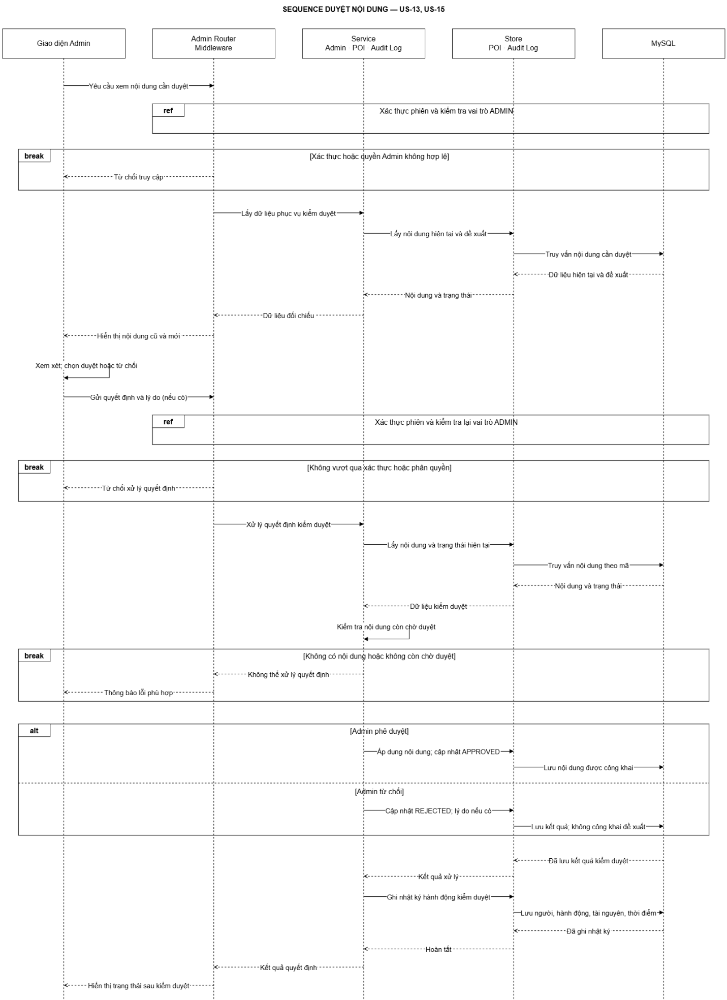 SEQUENCE DUYỆT NỘI DUNG — US-13, US-15
Giao diện Admin
Admin Router
Middleware
Service
Admin · POI · Audit Log
Store
POI · Audit Log
MySQL
Yêu cầu xem nội dung cần duyệt
ref
Xác thực phiên và kiểm tra vai trò ADMIN
break
[Xác thực hoặc quyền Admin không hợp lệ]
Từ chối truy cập
Lấy dữ liệu phục vụ kiểm duyệt
Lấy nội dung hiện tại và đề xuất
Truy vấn nội dung cần duyệt
Dữ liệu hiện tại và đề xuất
Nội dung và trạng thái
Dữ liệu đối chiếu
Hiển thị nội dung cũ và mới
Xem xét; chọn duyệt hoặc từ chối
Gửi quyết định và lý do (nếu có)
ref
Xác thực phiên và kiểm tra lại vai trò ADMIN
break
[Không vượt qua xác thực hoặc phân quyền]
Từ chối xử lý quyết định
Xử lý quyết định kiểm duyệt
Lấy nội dung và trạng thái hiện tại
Truy vấn nội dung theo mã
Nội dung và trạng thái
Dữ liệu kiểm duyệt
Kiểm tra nội dung còn chờ duyệt
break
[Không có nội dung hoặc không còn chờ duyệt]
Không thể xử lý quyết định
Thông báo lỗi phù hợp
alt
[Admin phê duyệt]
Áp dụng nội dung; cập nhật APPROVED
Lưu nội dung được công khai
[Admin từ chối]
Cập nhật REJECTED; lý do nếu có
Lưu kết quả; không công khai đề xuất
Đã lưu kết quả kiểm duyệt
Kết quả xử lý
Ghi nhật ký hành động kiểm duyệt
Lưu người, hành động, tài nguyên, thời điểm
Đã ghi nhật ký
Hoàn tất
Kết quả quyết định
Hiển thị trạng thái sau kiểm duyệt